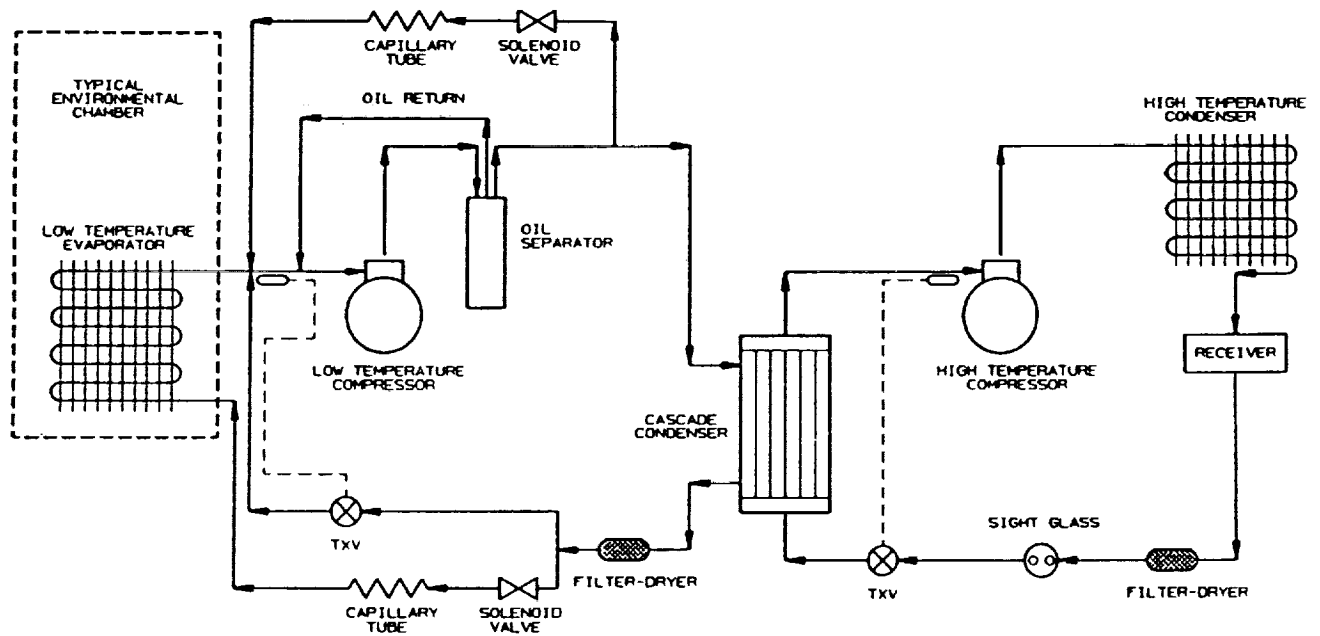 CAPILLARY
TUBE
SOLENOID
VALVE
TYPICAL
ENVIRONMENTAL
CHAMBER
OIL RETURN
HIGH TEMPERATURE
CONDENSER
LOW TEMPERATURE
EVAPORATOR
OIL
SEPARATOR
LOW TEMPERATURE
COMPRESSOR
HIGH TEMPERATURE
COMPRESSOR
RECEIVER
CASCADE
CONDENSER
SIGHT GLASS
TXV
FILTER-DRYER
TXV
FILTER-DRYER
CAPILLARY
TUBE
SOLENOID
VALVE